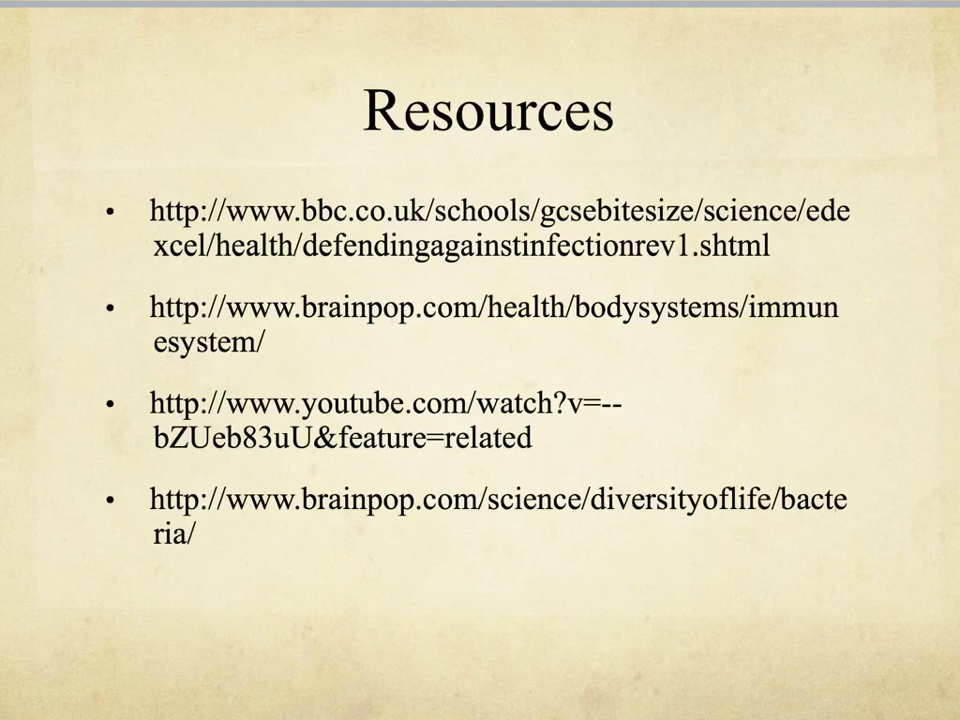 Resources
• http://www.bbc.co.uk/schools/gcsebitesize/science/ede
xcel/health/defendingagainstinfectionrev1.shtml
• http://www.brainpop.com/health/bodysystems/immun
esystem/
• http://www.youtube.com/watch?v=--
bZUeb83uU&feature=related
• http://www.brainpop.com/science/diversityoflife/bacte
ria/